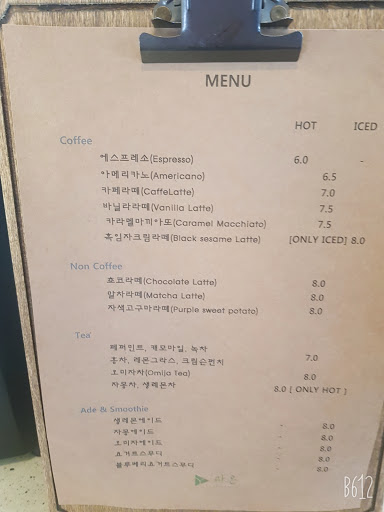 MENU
HOT ICED
Coffee
에스프레소(Espresso) 6.0 -
아메리카노(Americano) 6.5
카페라떼(CaffeLatte) 7.0
바닐라라떼(Vanilla Latte) 7.5
카라멜마끼아또(Caramel Macchiato) 7.5
흑임자크림라떼(Black sesame Latte) [ONLY ICED] 8.0
Non Coffee
쵸코라떼(Chocolate Latte) 8.0
말차라떼(Matcha Latte) 8.0
자색고구마라떼(Purple sweet potato) 8.0
Tea
페퍼민트, 캐모마일, 녹차
홍차, 레몬그라스, 크림슨펀치 7.0
오미자차(Omija Tea) 8.0
자몽차, 생레몬차 8.0 [ ONLY HOT )
Ade & Smoothie
생레몬에이드 - 8.0
자몽에이드 - 8.0
오미자에이드 - 8.0
요거트스무디 - 8.0
블루베리요거트스무디 - 8.0
B612